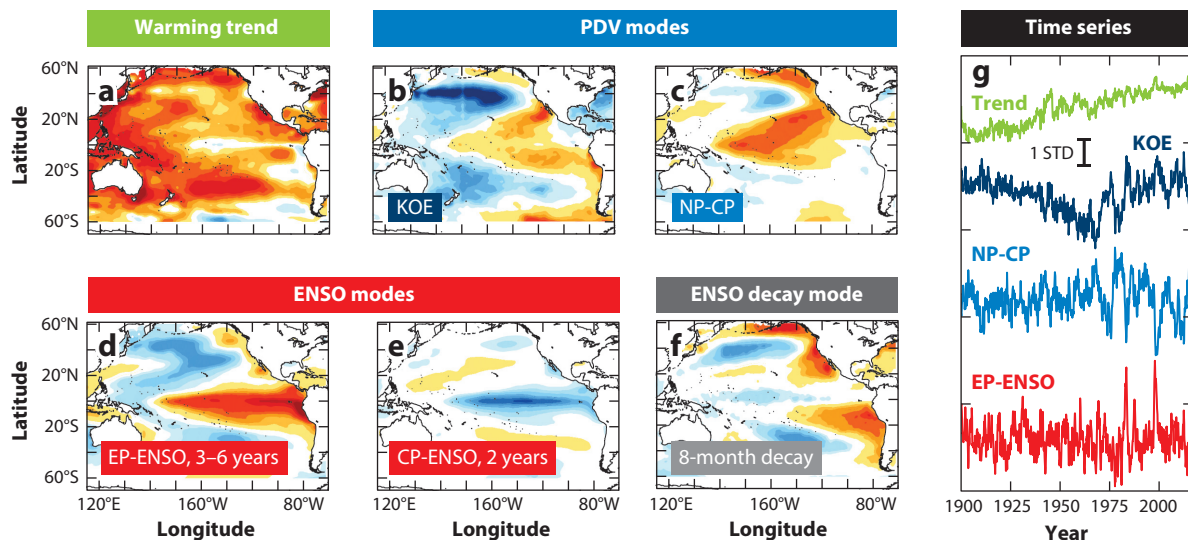 Warming trend
PDV modes
Time series
60°N
20°N
20°S
60°S
Latitude
a
b
KOE
c
NP-CP
g
Trend
1 STD
KOE
NP-CP
EP-ENSO
1900 1925 1950 1975 2000
Year
ENSO modes
ENSO decay mode
60°N
20°N
20°S
60°S
Latitude
d
EP-ENSO, 3–6 years
e
CP-ENSO, 2 years
f
8-month decay
120°E 160°W 80°W
120°E 160°W 80°W
120°E 160°W 80°W
Longitude
Longitude
Longitude